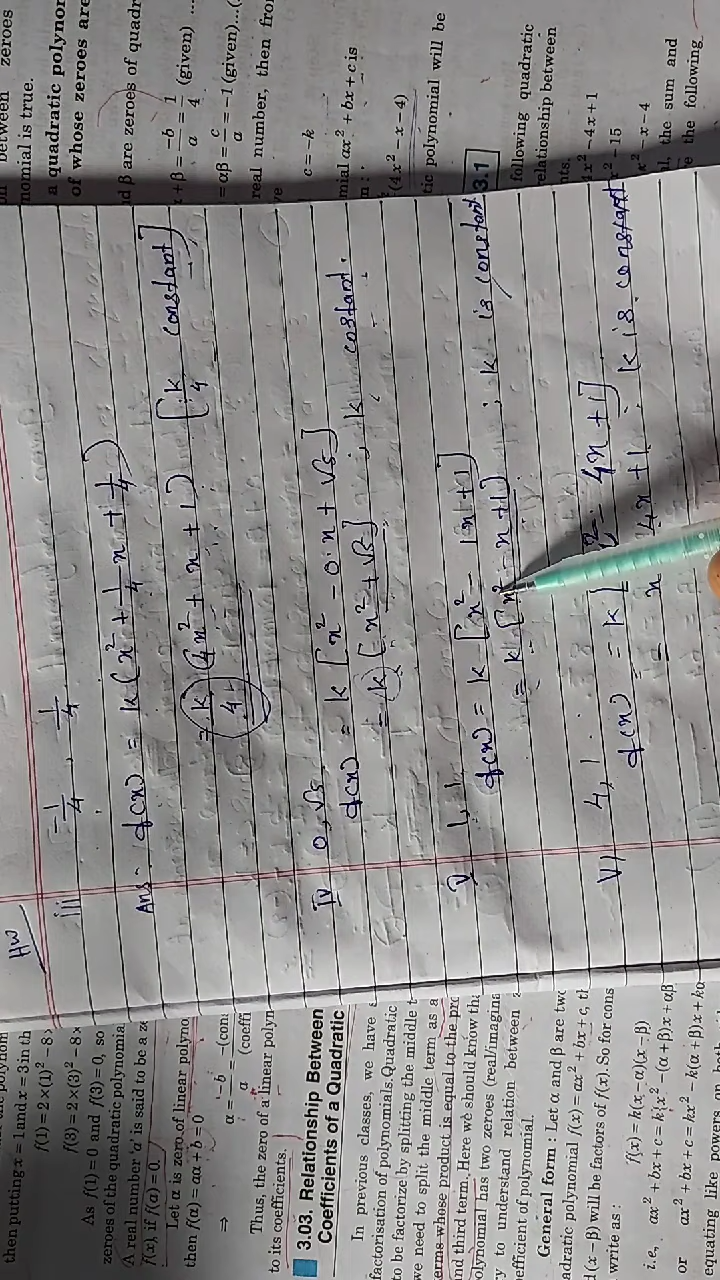 HW
iii -1/4 , 1/4
Ans:- f(x) = k(x² + 1/4 x + 1/4)
= k/4 (4x² + x + 1) [k/4 constant]
IV 0, √5
f(x) = k [x² - 0·x + √5]
= k [x² + √5] ; k costant.
V 1, 1
f(x) = k [x² - 1x + 1]
= k [x² - x + 1] ; k is constant
VI 4, 1
f(x) = k [x² - 4x + 1]
4x + 1 ; k is constant
then putting x = 1 and x = 3 in th
f(1) = 2 × (1)² - 8 ×
f(3) = 2 × (3)² - 8 ×
As f(1) = 0 and f(3) = 0, so
zeroes of the quadratic polynomia
A real number 'α' is said to be a ze
f(x), if f(α) = 0.
Let α is zero of linear polyno
then f(α) = aα + b = 0
⇒ α = -b/a = -(cons
(coeffi
Thus, the zero of a linear polyn
to its coefficients.
3.03. Relationship Between
Coefficients of a Quadratic
In previous classes, we have s
factorisation of polynomials. Quadratic
to be factorize by splitting the middle t
we need to split the middle term as a
erms whose product is equal to the pro
nd third term. Here we should know tha
olynomial has two zeroes (real/imagina
y to understand relation between z
efficient of polynomial.
General form : Let α and β are two
adratic polynomial f(x) = ax² + bx + c, th
(x - β) will be factors of f(x). So for cons
write as :
f(x) = k(x - α)(x - β)
i.e., ax² + bx + c = k{x² - (α + β)x + αβ
or ax² + bx + c = kx² - k(α + β)x + kα
equating like powers on both
between zeroes
nomial is true.
a quadratic polynom
of whose zeroes are
d β are zeroes of quadr
+ β = -b/a = 1/4 (given) ...
= αβ = c/a = -1 (given)...(
real number, then from
c = -k
mial ax² + bx + c is
(4x² - x - 4)
tic polynomial will be
3.1
following quadratic
relationship between
nts.
4x² - 4x + 1
x² - 15
x² - x - 4
the sum and
e the following